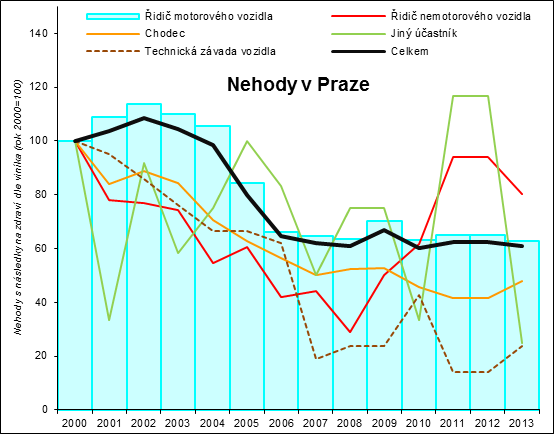 Řidič motorového vozidla
Řidič nemotorového vozidla
Chodec
Jiný účastník
Technická závada vozidla
Celkem
Nehody v Praze
Nehody s následky na zdraví dle viníka (rok 2000=100)
140
120
100
80
60
40
20
0
2000 2001 2002 2003 2004 2005 2006 2007 2008 2009 2010 2011 2012 2013